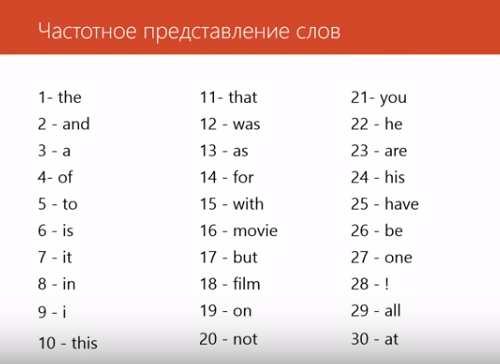 Частотное представление слов
1- the
2 - and
3 - a
4- of
5 - to
6 - is
7 - it
8 - in
9 - i
10 - this
11- that
12 - was
13 - as
14 - for
15 - with
16 - movie
17 - but
18 - film
19 - on
20 - not
21- you
22 - he
23 - are
24 - his
25 - have
26 - be
27 - one
28 - !
29 - all
30 - at